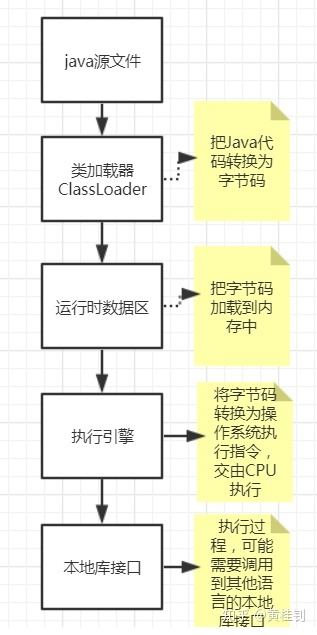 java源文件
类加载器
ClassLoader
把Java代
码转换为
字节码
运行时数据区
把字节码
加载到内
存中
执行引擎
将字节码
转换为操
作系统执
行指令，
交由CPU
执行
本地库接口
执行过
程，可能
需要调用
到其他语
言的本地
库接口
知乎 @黄桂钊